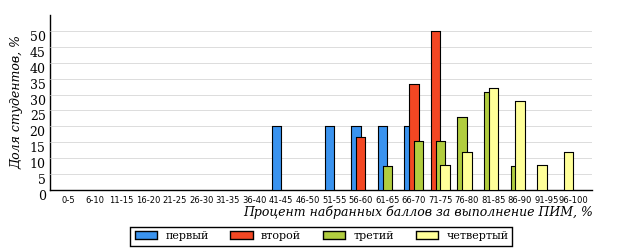 50
45
40
35
30
25
20
15
10
5
0
Доля студентов, %
0-5 6-10 11-15 16-20 21-25 26-30 31-35 36-40 41-45 46-50 51-55 56-60 61-65 66-70 71-75 76-80 81-85 86-90 91-95 96-100
Процент набранных баллов за выполнение ПИМ, %
первый второй третий четвертый